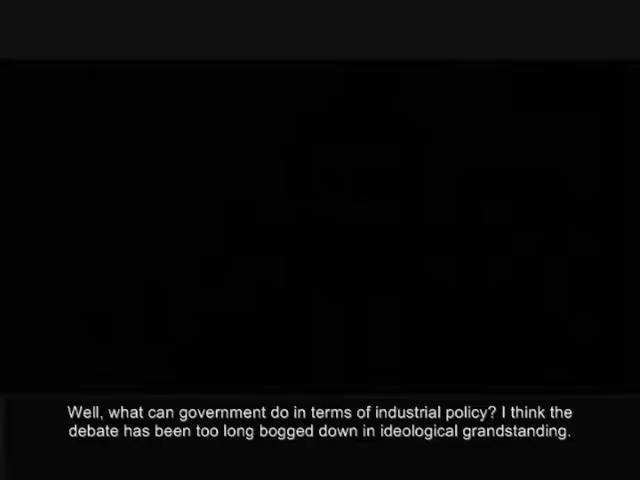 Well, what can government do in terms of industrial policy? I think the
debate has been too long bogged down in ideological grandstanding.